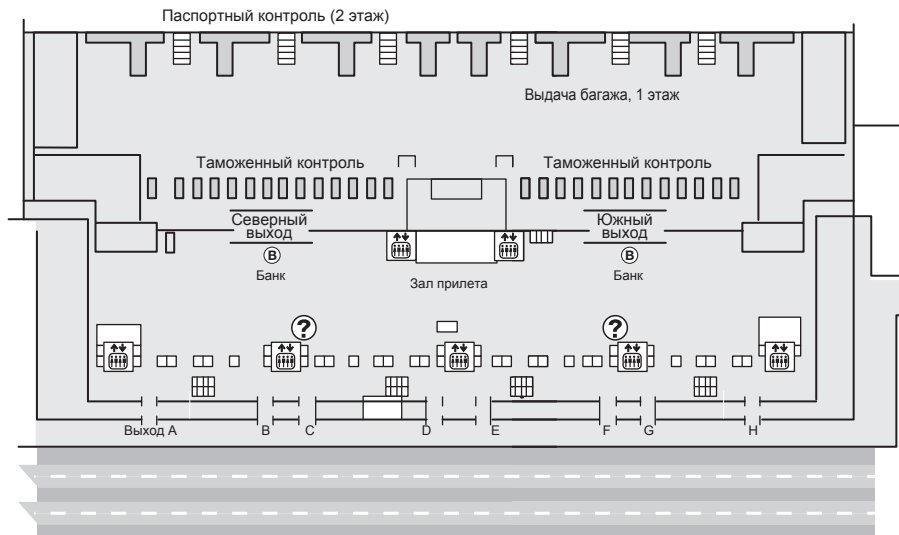 Паспортный контроль (2 этаж)
Выдача багажа, 1 этаж
Таможенный контроль
Таможенный контроль
Северный
выход
Южный
выход
В
В
Банк
Зал прилета
Банк
?
?
Выход A
B
C
D
E
F
G
H